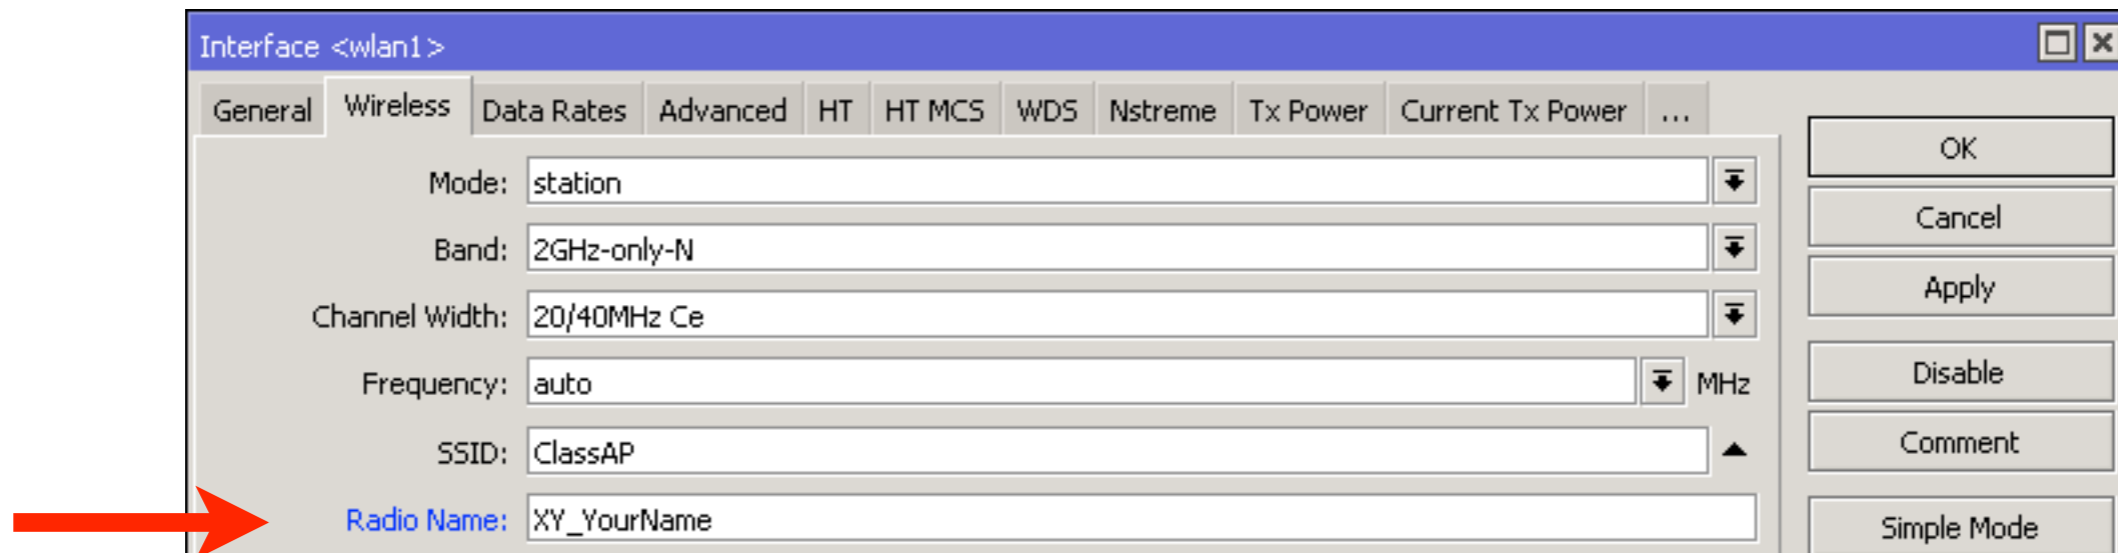 Interface <wlan1>
General Wireless Data Rates Advanced HT HT MCS WDS Nstreme Tx Power Current Tx Power ...
Mode: station
Band: 2GHz-only-N
Channel Width: 20/40MHz Ce
Frequency: auto MHz
SSID: ClassAP
Radio Name: XY_YourName
OK
Cancel
Apply
Disable
Comment
Simple Mode